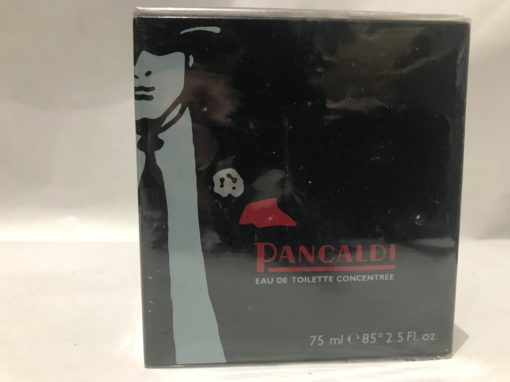 PANCALDI
EAU DE TOILETTE CONCENTREE
75 ml ℮ 85° 2.5 Fl. oz.